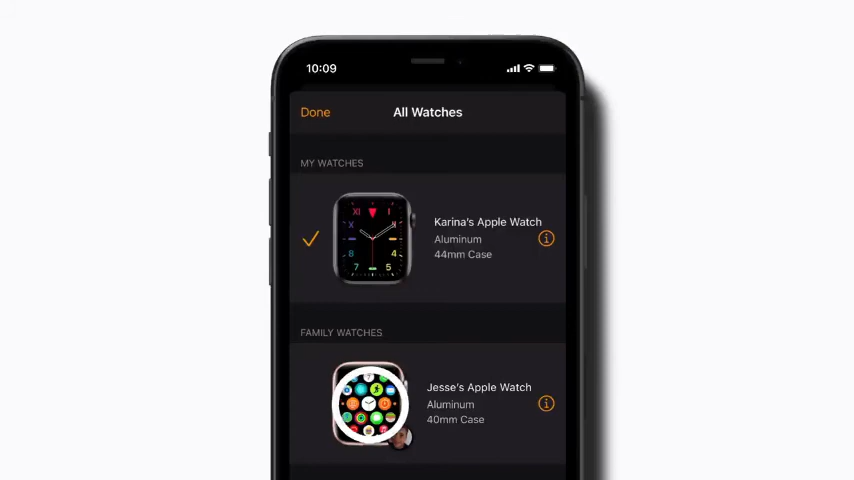 10:09
Done
All Watches
MY WATCHES
Karina's Apple Watch
Aluminum
44mm Case
FAMILY WATCHES
Jesse's Apple Watch
Aluminum
40mm Case